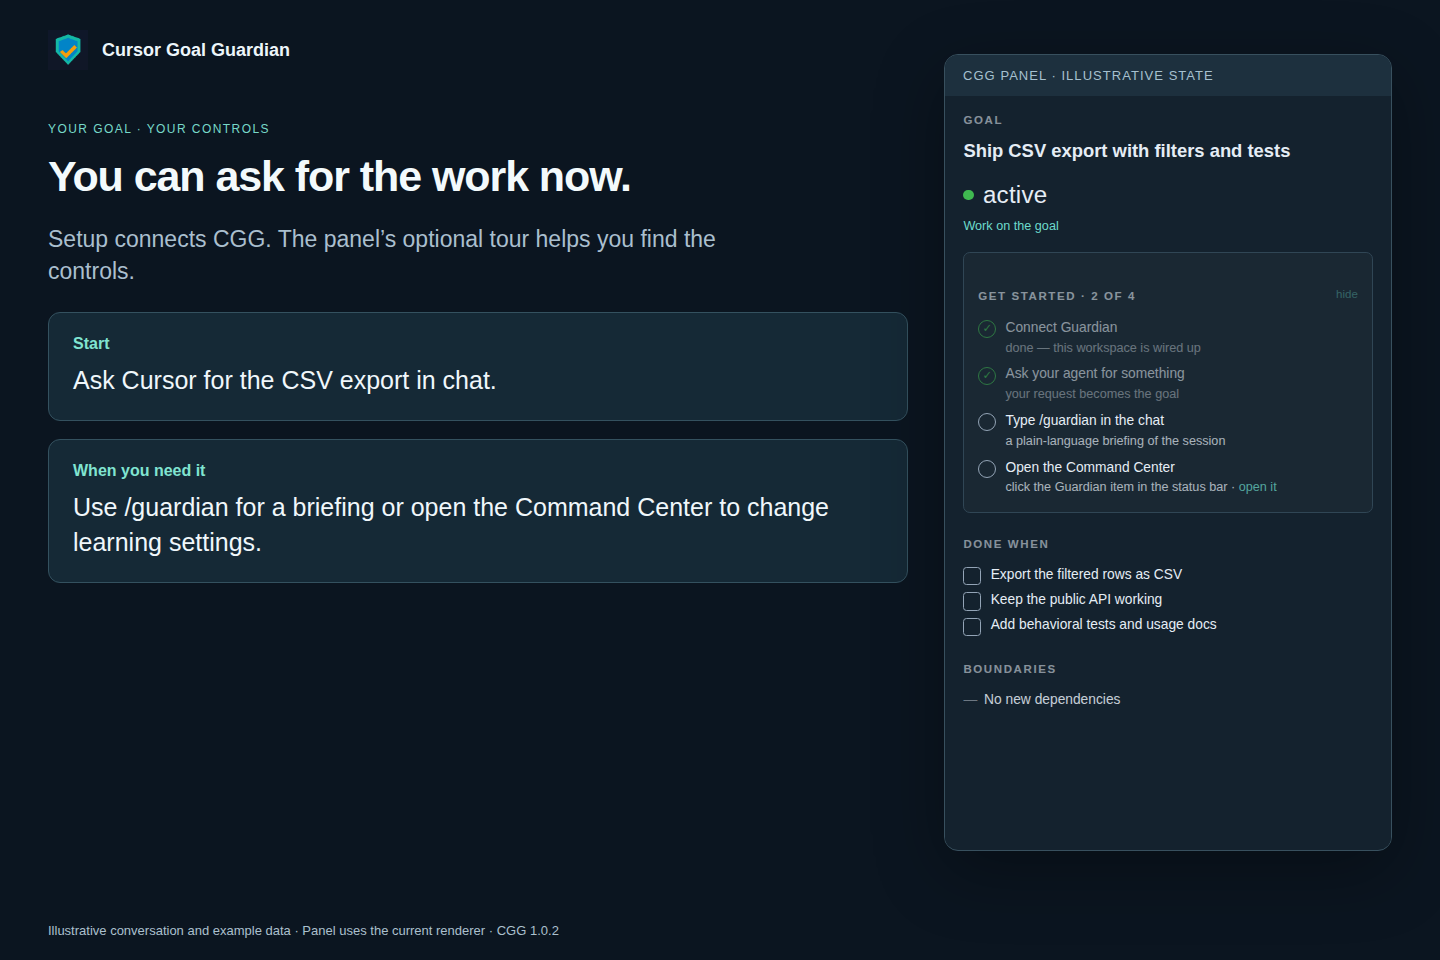 Cursor Goal Guardian
YOUR GOAL · YOUR CONTROLS
You can ask for the work now.
Setup connects CGG. The panel’s optional tour helps you find the
controls.
Start
Ask Cursor for the CSV export in chat.
When you need it
Use /guardian for a briefing or open the Command Center to change
learning settings.
CGG PANEL · ILLUSTRATIVE STATE
GOAL
Ship CSV export with filters and tests
active
Work on the goal
GET STARTED · 2 OF 4
hide
Connect Guardian
done — this workspace is wired up
Ask your agent for something
your request becomes the goal
Type /guardian in the chat
a plain-language briefing of the session
Open the Command Center
click the Guardian item in the status bar · open it
DONE WHEN
Export the filtered rows as CSV
Keep the public API working
Add behavioral tests and usage docs
BOUNDARIES
— No new dependencies
Illustrative conversation and example data · Panel uses the current renderer · CGG 1.0.2